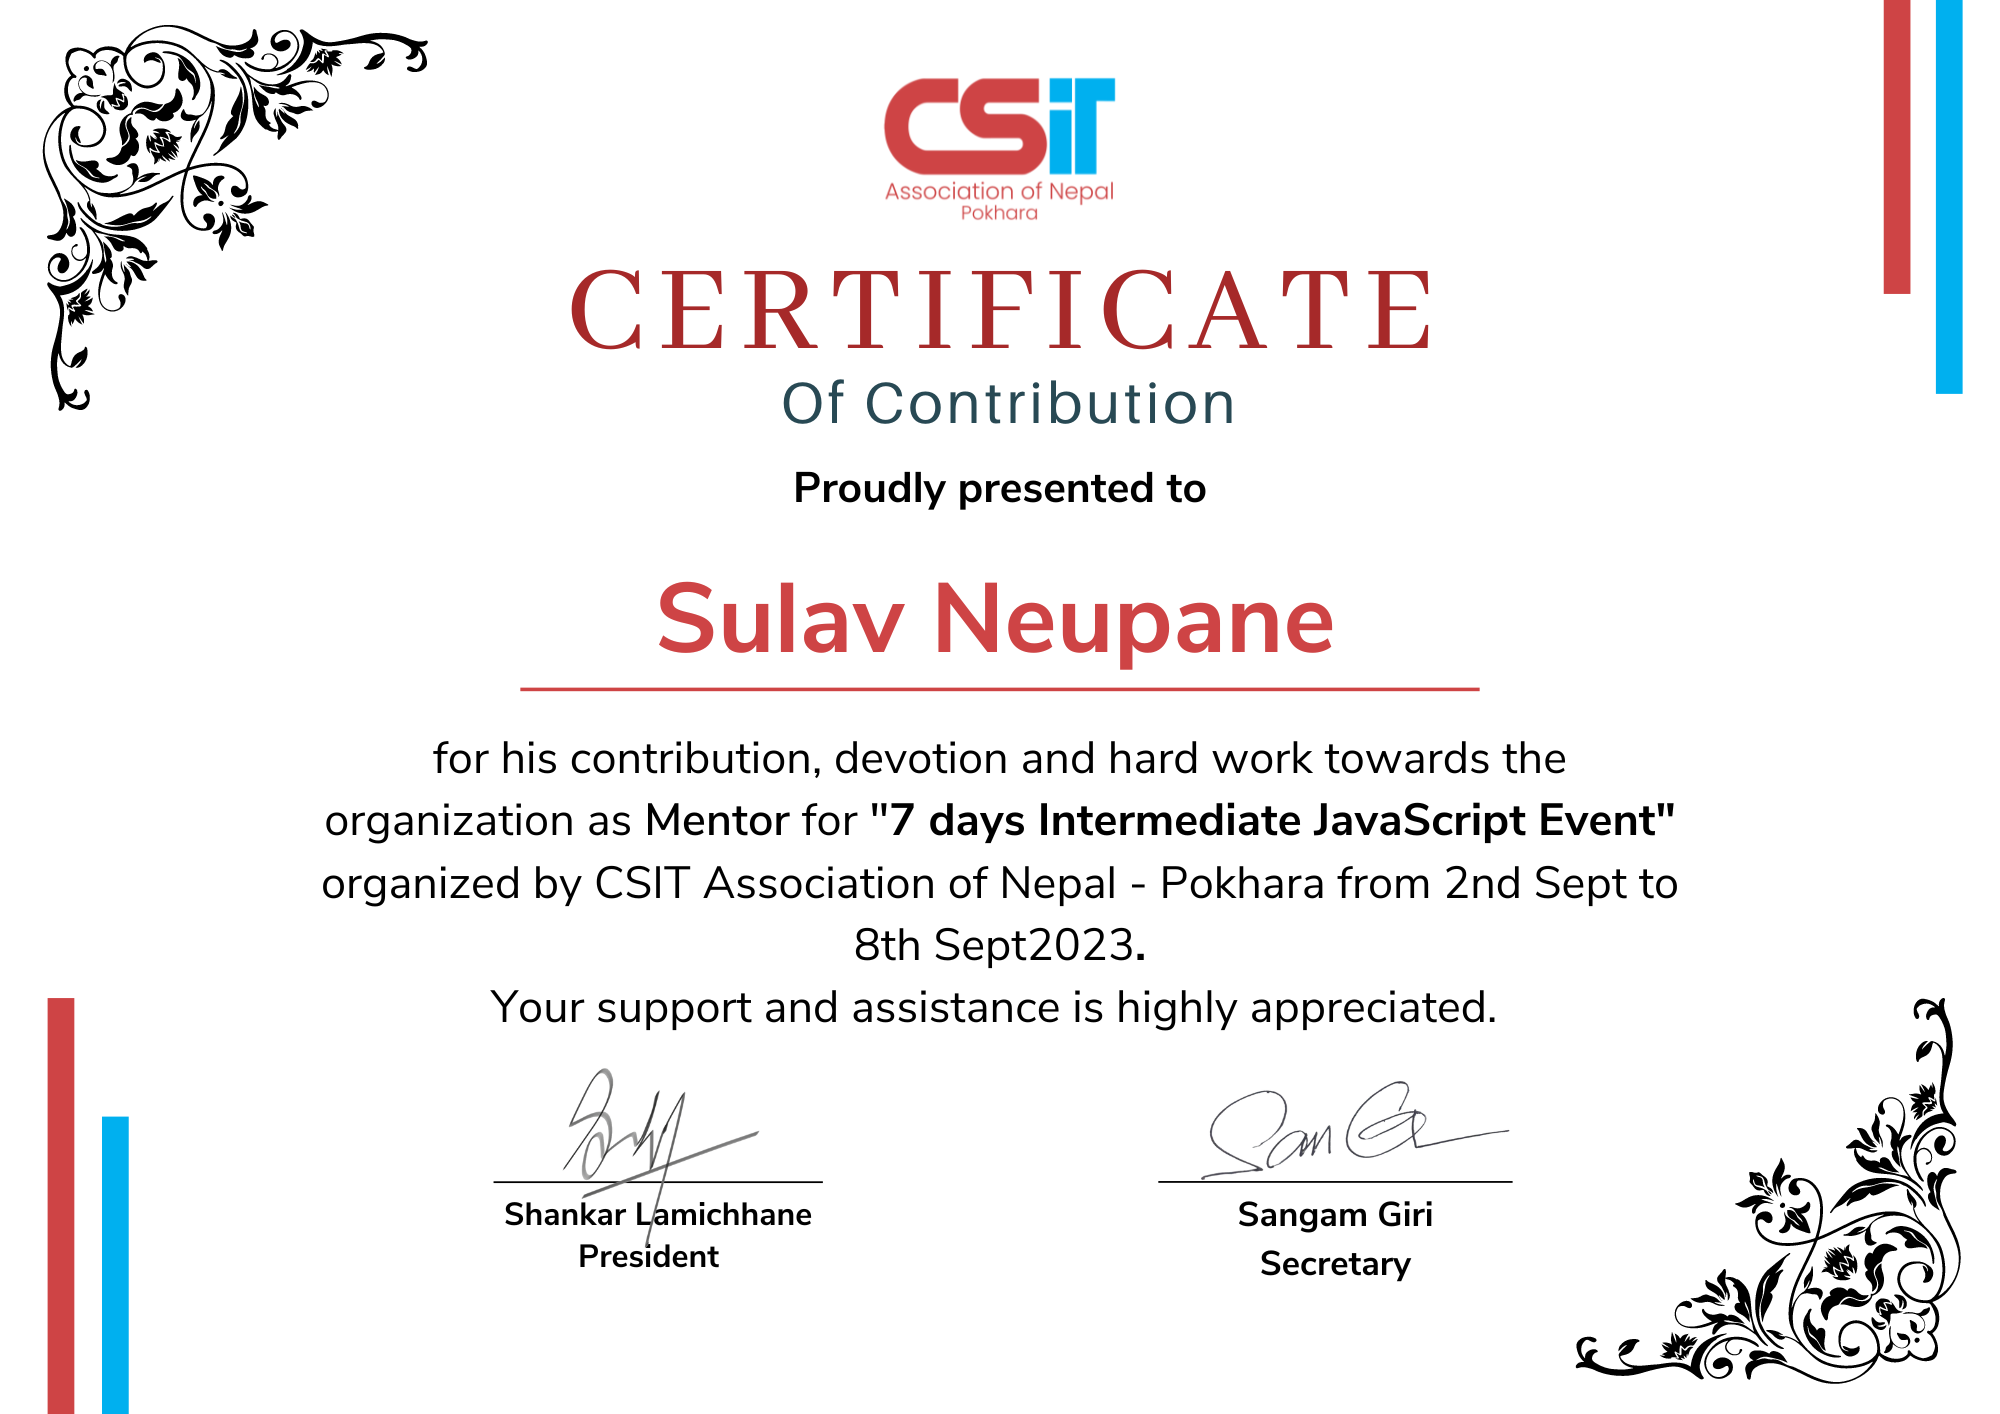 CSiT
Association of Nepal
Pokhara
CERTIFICATE
Of Contribution
Proudly presented to
Sulav Neupane
for his contribution, devotion and hard work towards the
organization as Mentor for "7 days Intermediate JavaScript Event"
organized by CSIT Association of Nepal - Pokhara from 2nd Sept to
8th Sept2023.
Your support and assistance is highly appreciated.
Shankar Lamichhane
President
Sangam Giri
Secretary